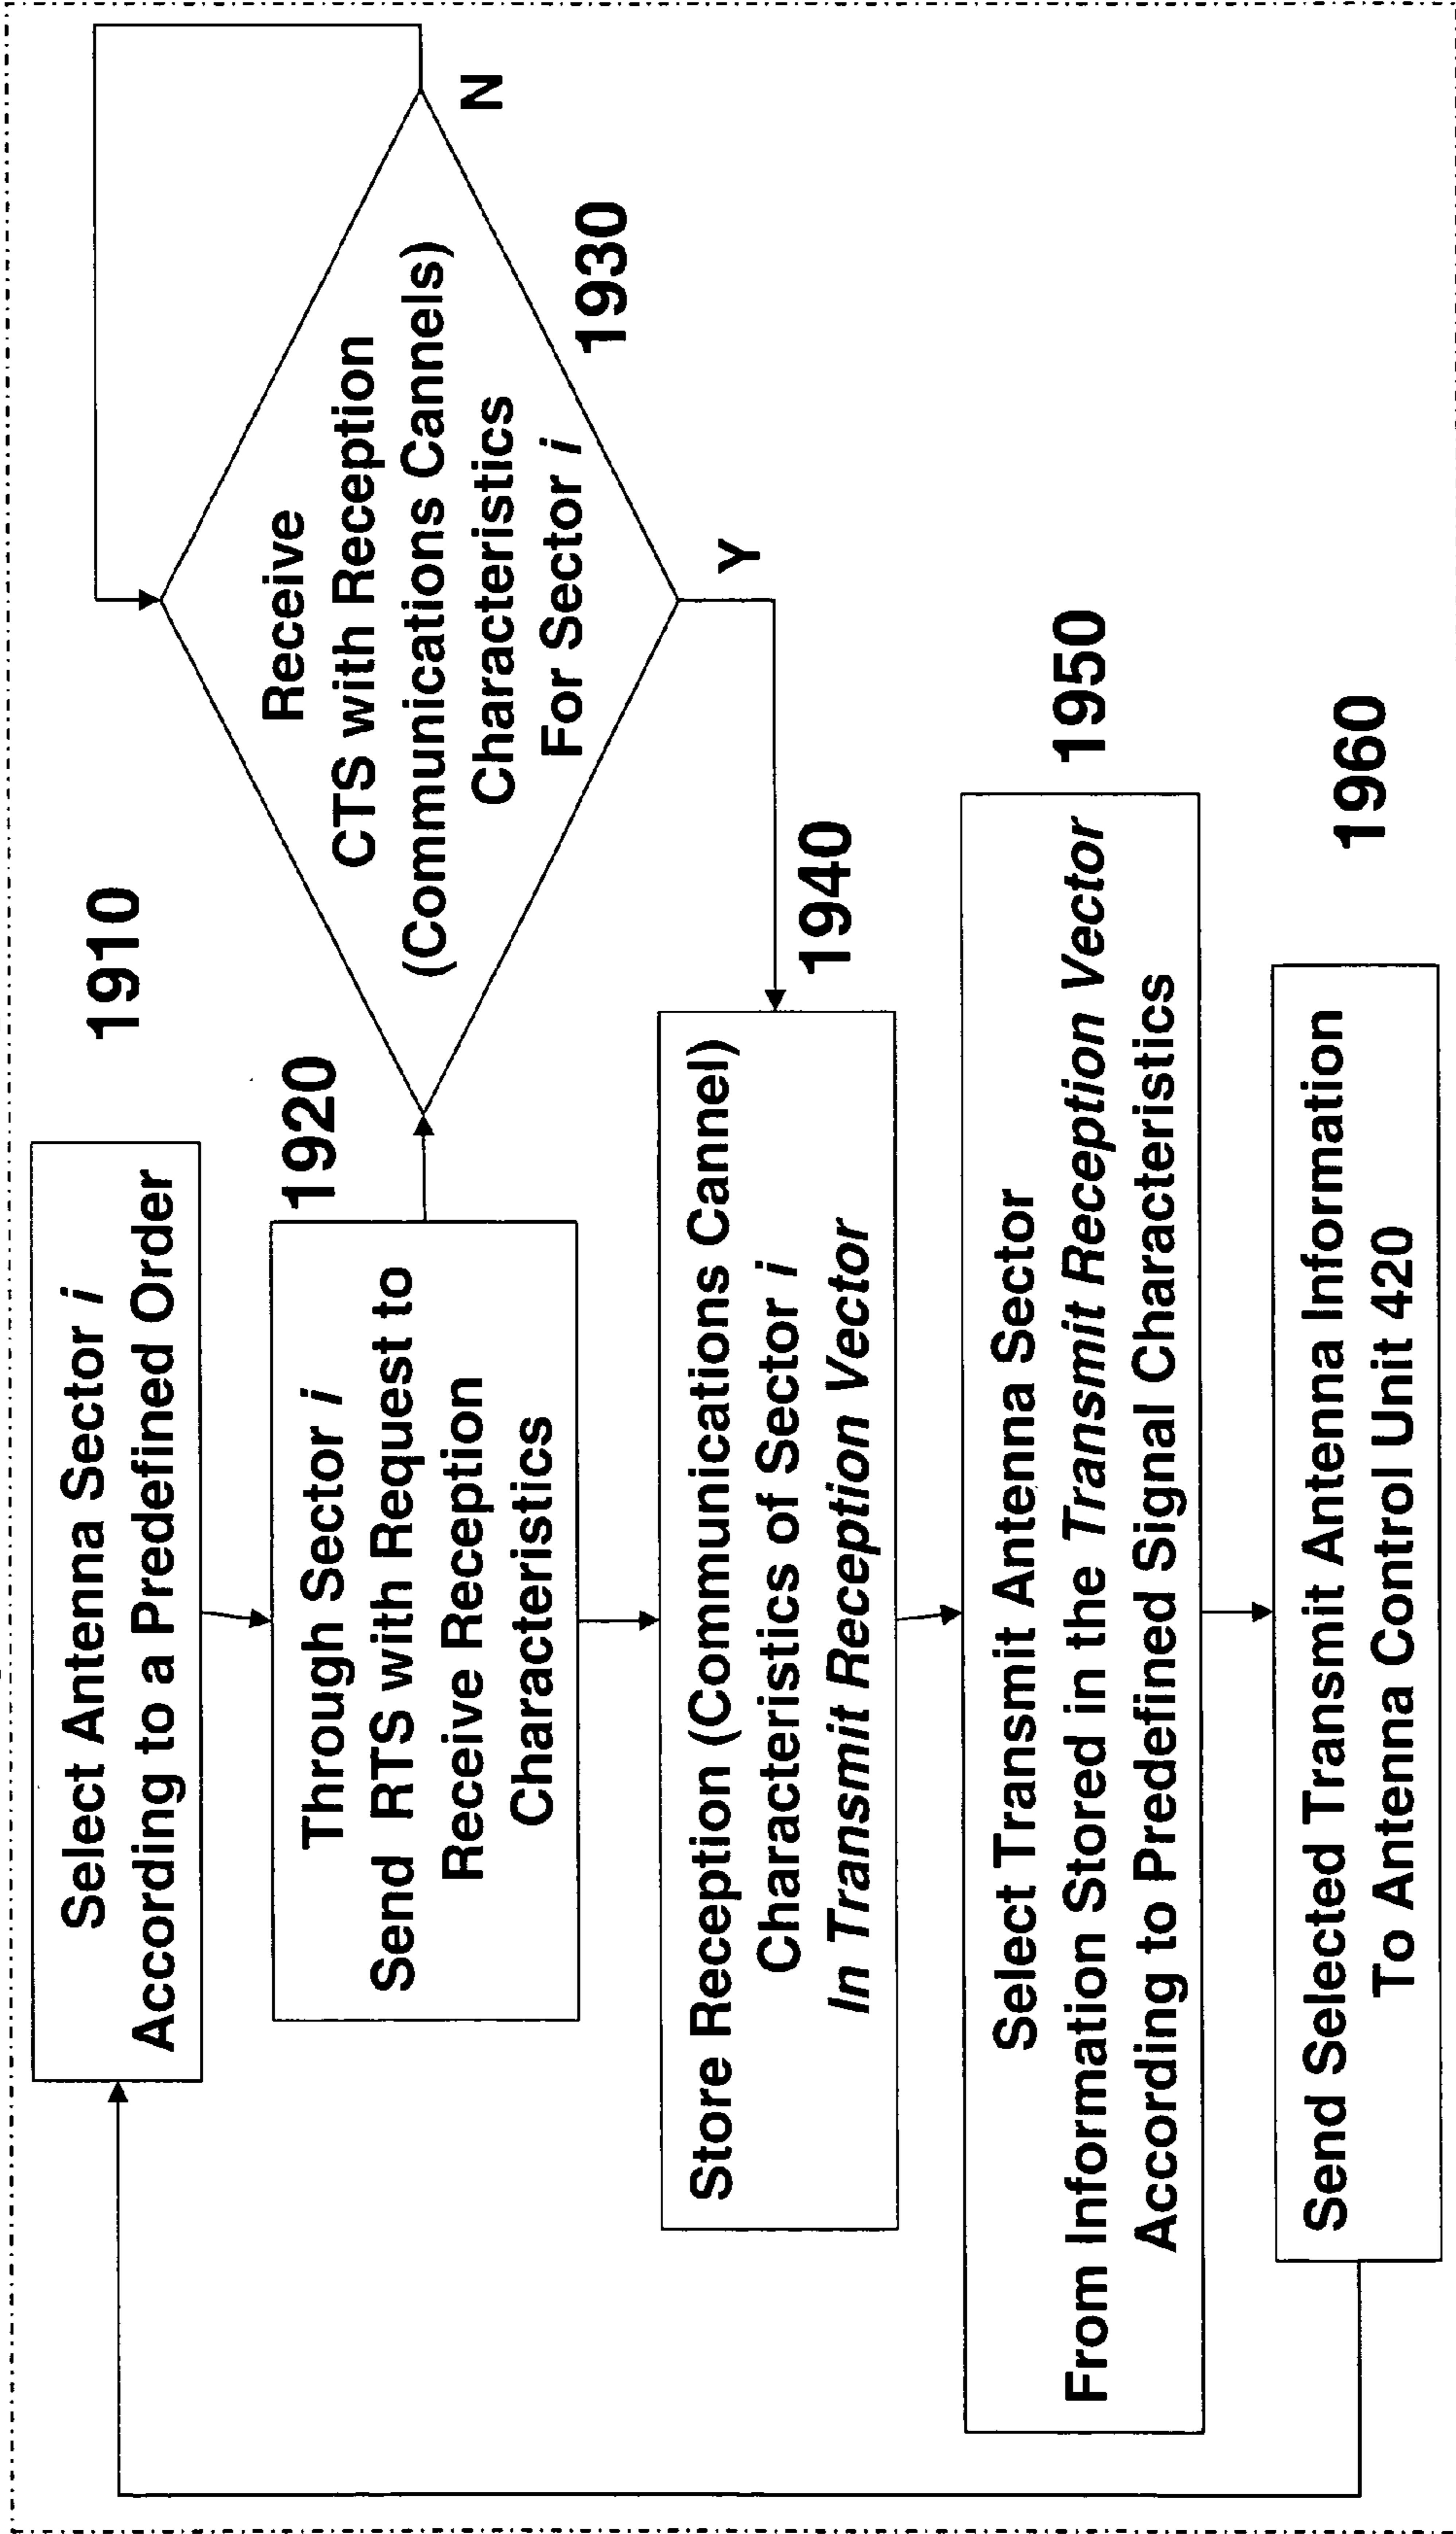 Select Antenna Sector i
According to a Predefined Order
1910
Through Sector i
Send RTS with Request to
Receive Reception
Characteristics
1920
Receive
CTS with Reception
(Communications Cannels)
Characteristics
For Sector i
1930
N
Y
Store Reception (Communications Cannel)
Characteristics of Sector i
In Transmit Reception Vector
1940
Select Transmit Antenna Sector
From Information Stored in the Transmit Reception Vector
According to Predefined Signal Characteristics
1950
Send Selected Transmit Antenna Information
To Antenna Control Unit 420
1960